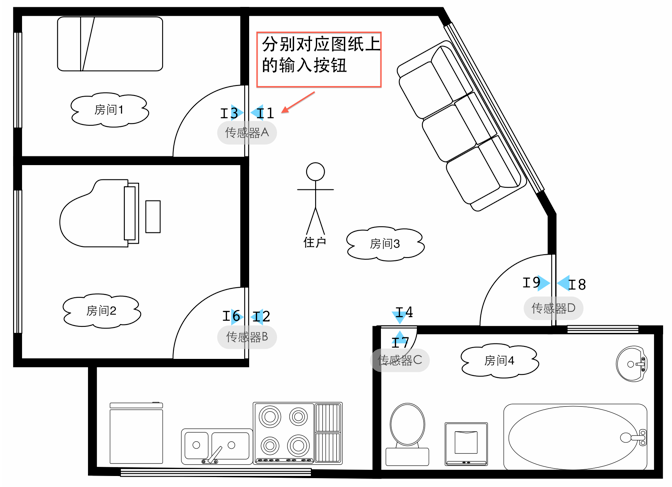 分别对应图纸上
的输入按钮
房间1
I3 I1
传感器A
住户
房间3
I9 I8
传感器D
房间2
I6 I2
传感器B
I4
I7
传感器C
房间4